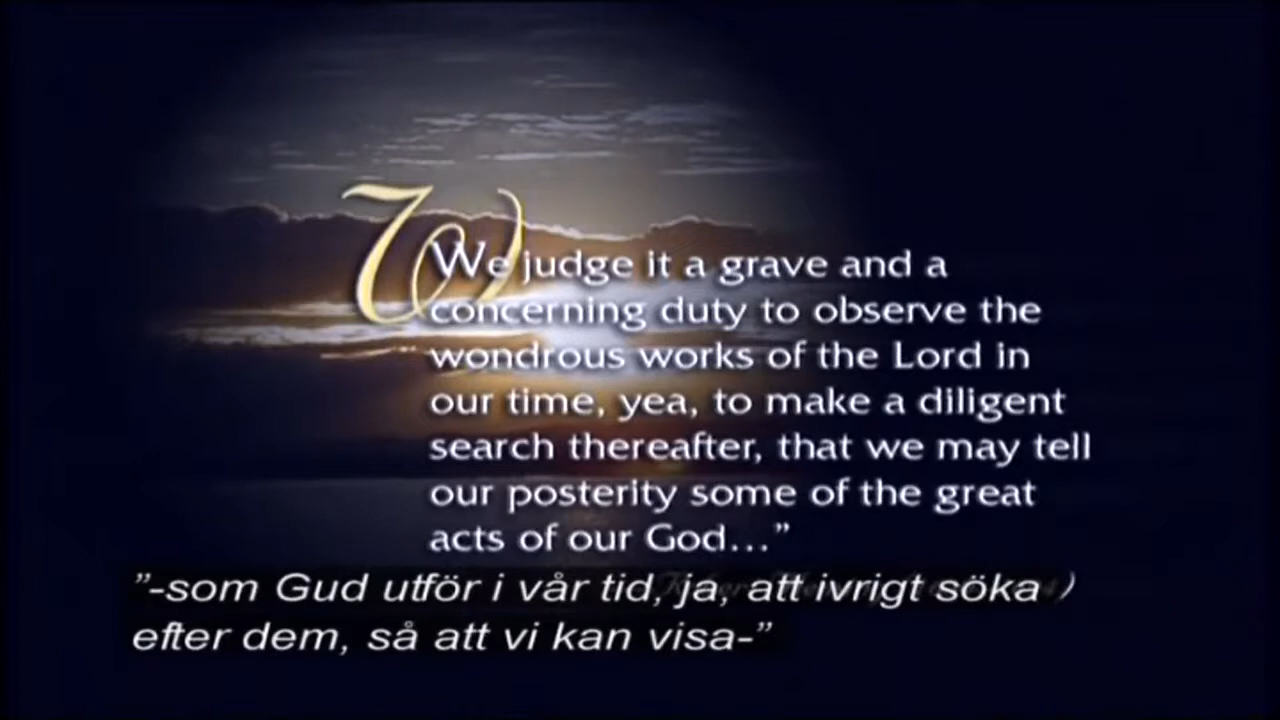 We judge it a grave and a
concerning duty to observe the
wondrous works of the Lord in
our time, yea, to make a diligent
search thereafter, that we may tell
our posterity some of the great
acts of our God…”
”-som Gud utför i vår tid, ja, att ivrigt söka
efter dem, så att vi kan visa-”